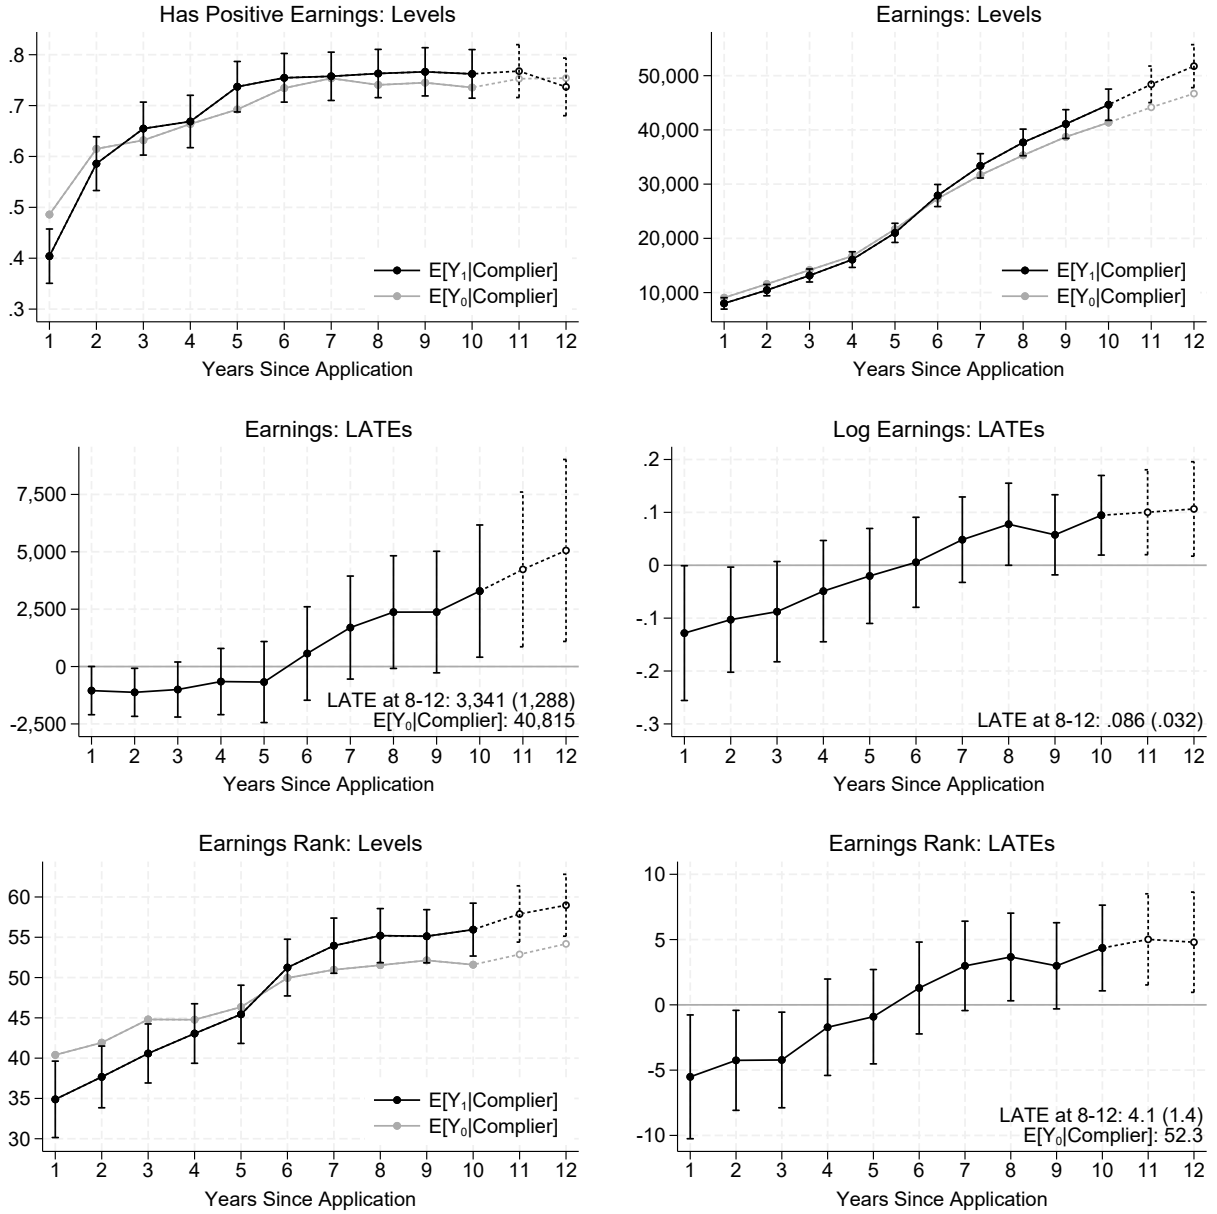 Has Positive Earnings: Levels
.8
.7
.6
.5
.4
.3
E[Y₁|Complier]
E[Y₀|Complier]
1 2 3 4 5 6 7 8 9 10 11 12
Years Since Application
Earnings: Levels
50,000
40,000
30,000
20,000
10,000
E[Y₁|Complier]
E[Y₀|Complier]
1 2 3 4 5 6 7 8 9 10 11 12
Years Since Application
Earnings: LATEs
7,500
5,000
2,500
0
-2,500
LATE at 8-12: 3,341 (1,288)
E[Y₀|Complier]: 40,815
1 2 3 4 5 6 7 8 9 10 11 12
Years Since Application
Log Earnings: LATEs
.2
.1
0
-.1
-.2
-.3
LATE at 8-12: .086 (.032)
1 2 3 4 5 6 7 8 9 10 11 12
Years Since Application
Earnings Rank: Levels
60
55
50
45
40
35
30
E[Y₁|Complier]
E[Y₀|Complier]
1 2 3 4 5 6 7 8 9 10 11 12
Years Since Application
Earnings Rank: LATEs
10
5
0
-5
-10
LATE at 8-12: 4.1 (1.4)
E[Y₀|Complier]: 52.3
1 2 3 4 5 6 7 8 9 10 11 12
Years Since Application